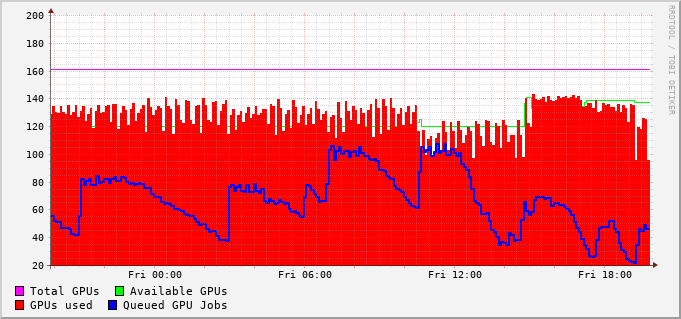 RRDTOOL / TOBI OETIKER
200
180
160
140
120
100
80
60
40
20
Fri 00:00 Fri 06:00 Fri 12:00 Fri 18:00
Total GPUs Available GPUs
GPUs used Queued GPU Jobs